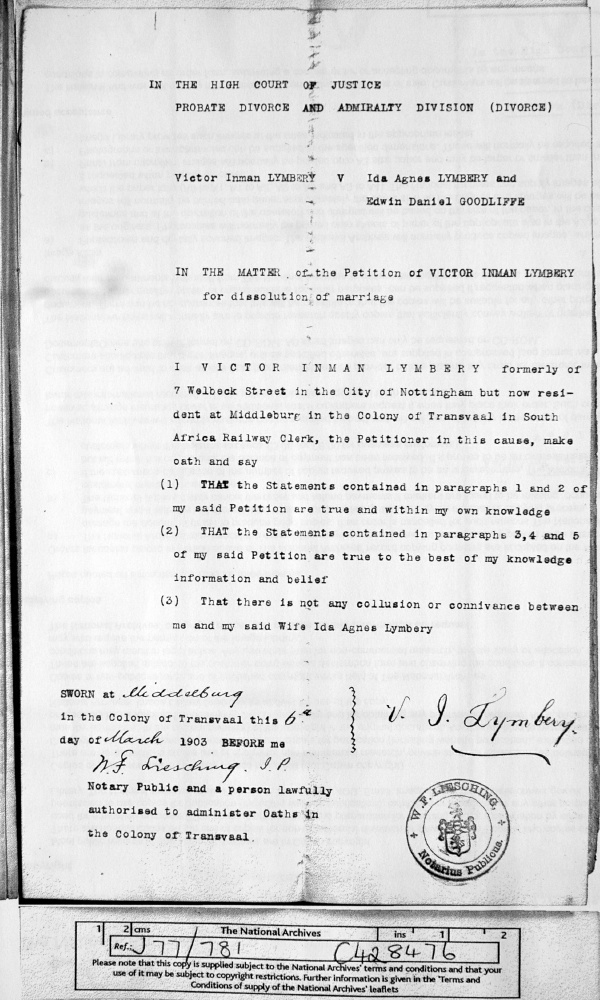 IN THE HIGH COURT OF JUSTICE
PROBATE DIVORCE AND ADMIRALTY DIVISION (DIVORCE)
Victor Inman LYMBERY V Ida Agnes LYMBERY and
Edwin Daniel GOODLIFFE
IN THE MATTER of the Petition of VICTOR INMAN LYMBERY
for dissolution of marriage
I VICTOR INMAN LYMBERY formerly of
7 Welbeck Street in the City of Nottingham but now resi-
dent at Middleburg in the Colony of Transvaal in South
Africa Railway Clerk, the Petitioner in this cause, make
oath and say
(1) THAT the Statements contained in paragraphs 1 and 2 of
my said Petition are true and within my own knowledge
(2) THAT the Statements contained in paragraphs 3,4 and 5
of my said Petition are true to the best of my knowledge
information and belief
(3) That there is not any collusion or connivance between
me and my said Wife Ida Agnes Lymbery
SWORN at Middelburg
in the Colony of Transvaal this 6th
day of March 1903 BEFORE me
W.F. Liesching. J.P.
Notary Public and a person lawfully
authorised to administer Oaths in
the Colony of Transvaal.
V. I. Lymbery.
W.F. LIESCHING.
Notarius Publicus.
1 2 cms The National Archives ins 1 2
Ref.: J77/781 C428476
Please note that this copy is supplied subject to the National Archives' terms and conditions and that your
use of it may be subject to copyright restrictions. Further information is given in the 'Terms and
Conditions of supply of the National Archives' leaflets